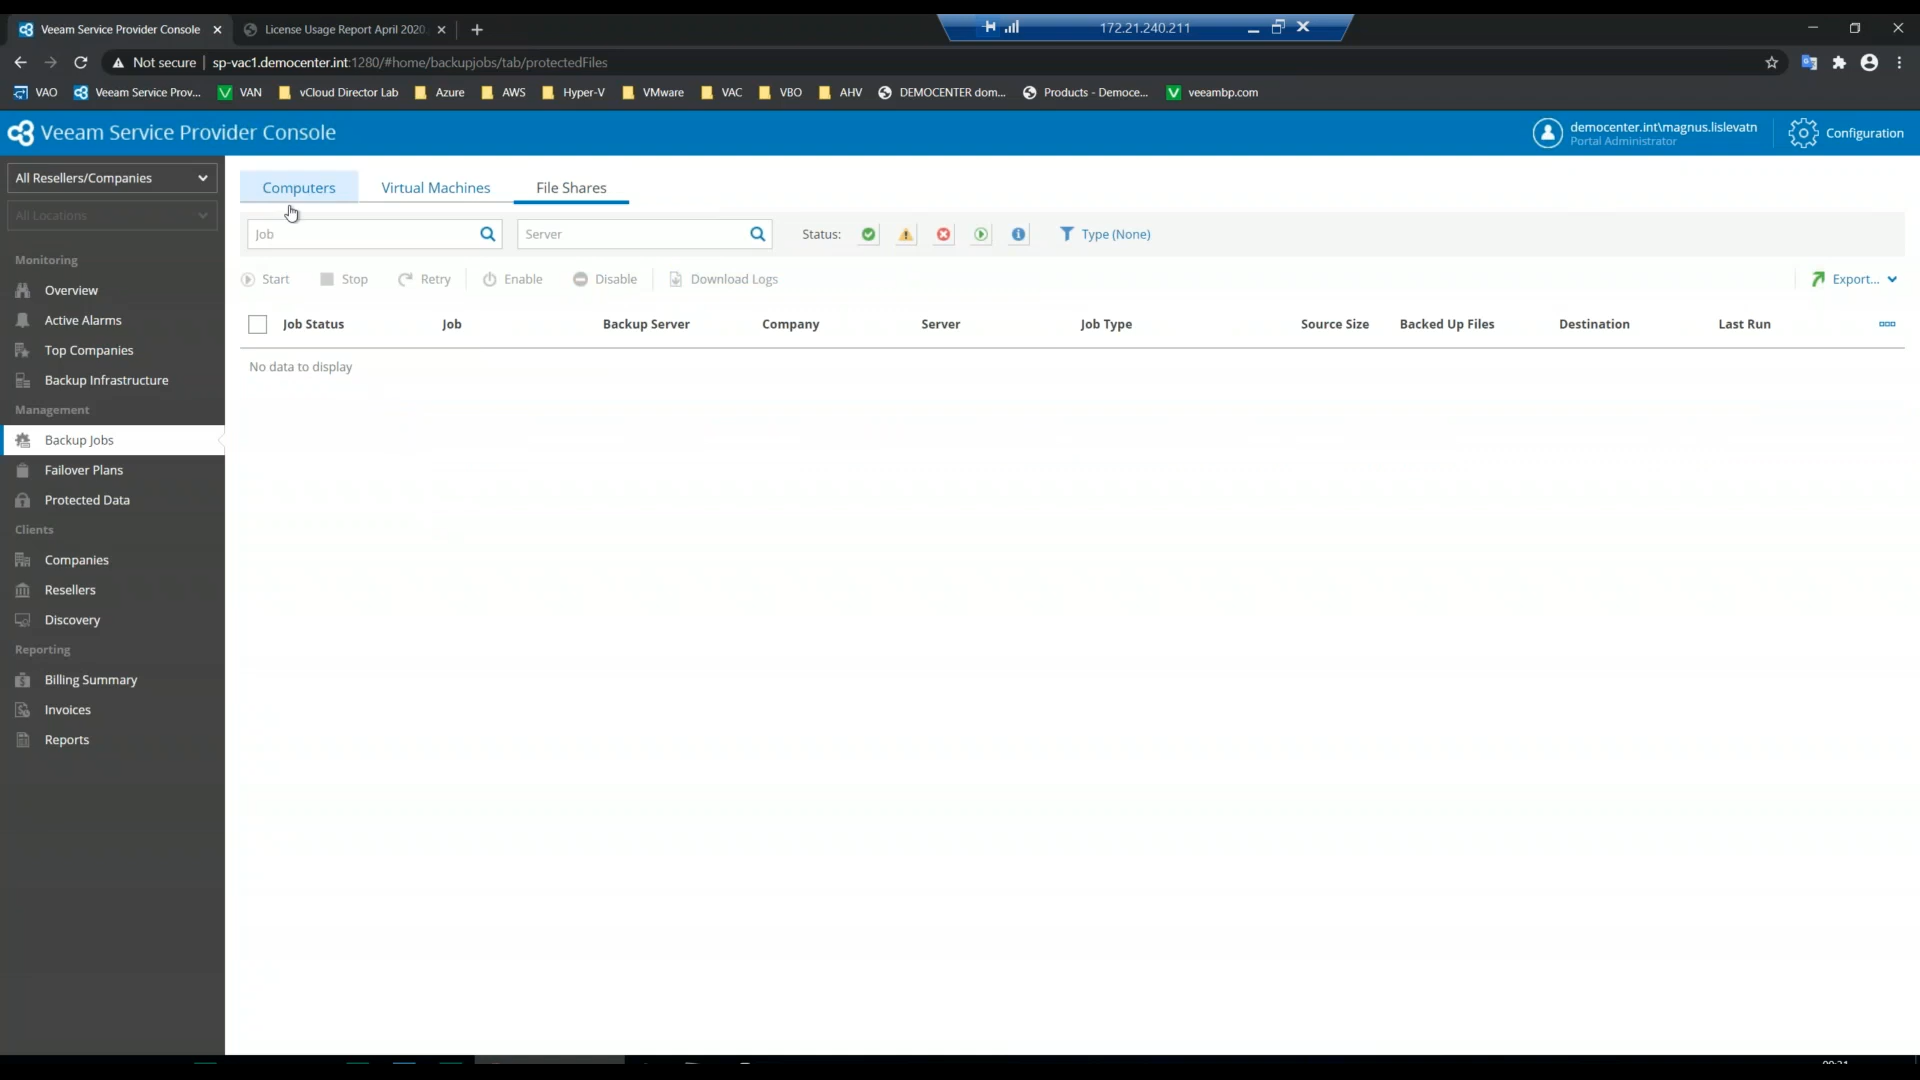 Veeam Service Provider Console
License Usage Report April 2020
172.21.240.211
Not secure | sp-vac1.democenter.int:1280/#home/backupjobs/tab/protectedFiles
VAO Veeam Service Prov... VAN vCloud Director Lab Azure AWS Hyper-V VMware VAC VBO AHV DEMOCENTER dom... Products - Democe... veeambp.com
Veeam Service Provider Console
democenter.int\magnus.lislevatn
Portal Administrator
Configuration
All Resellers/Companies
All Locations
Monitoring
Overview
Active Alarms
Top Companies
Backup Infrastructure
Management
Backup Jobs
Failover Plans
Protected Data
Clients
Companies
Resellers
Discovery
Reporting
Billing Summary
Invoices
Reports
Computers Virtual Machines File Shares
Job Server Status: Type (None)
Start Stop Retry Enable Disable Download Logs Export...
Job Status Job Backup Server Company Server Job Type Source Size Backed Up Files Destination Last Run
No data to display